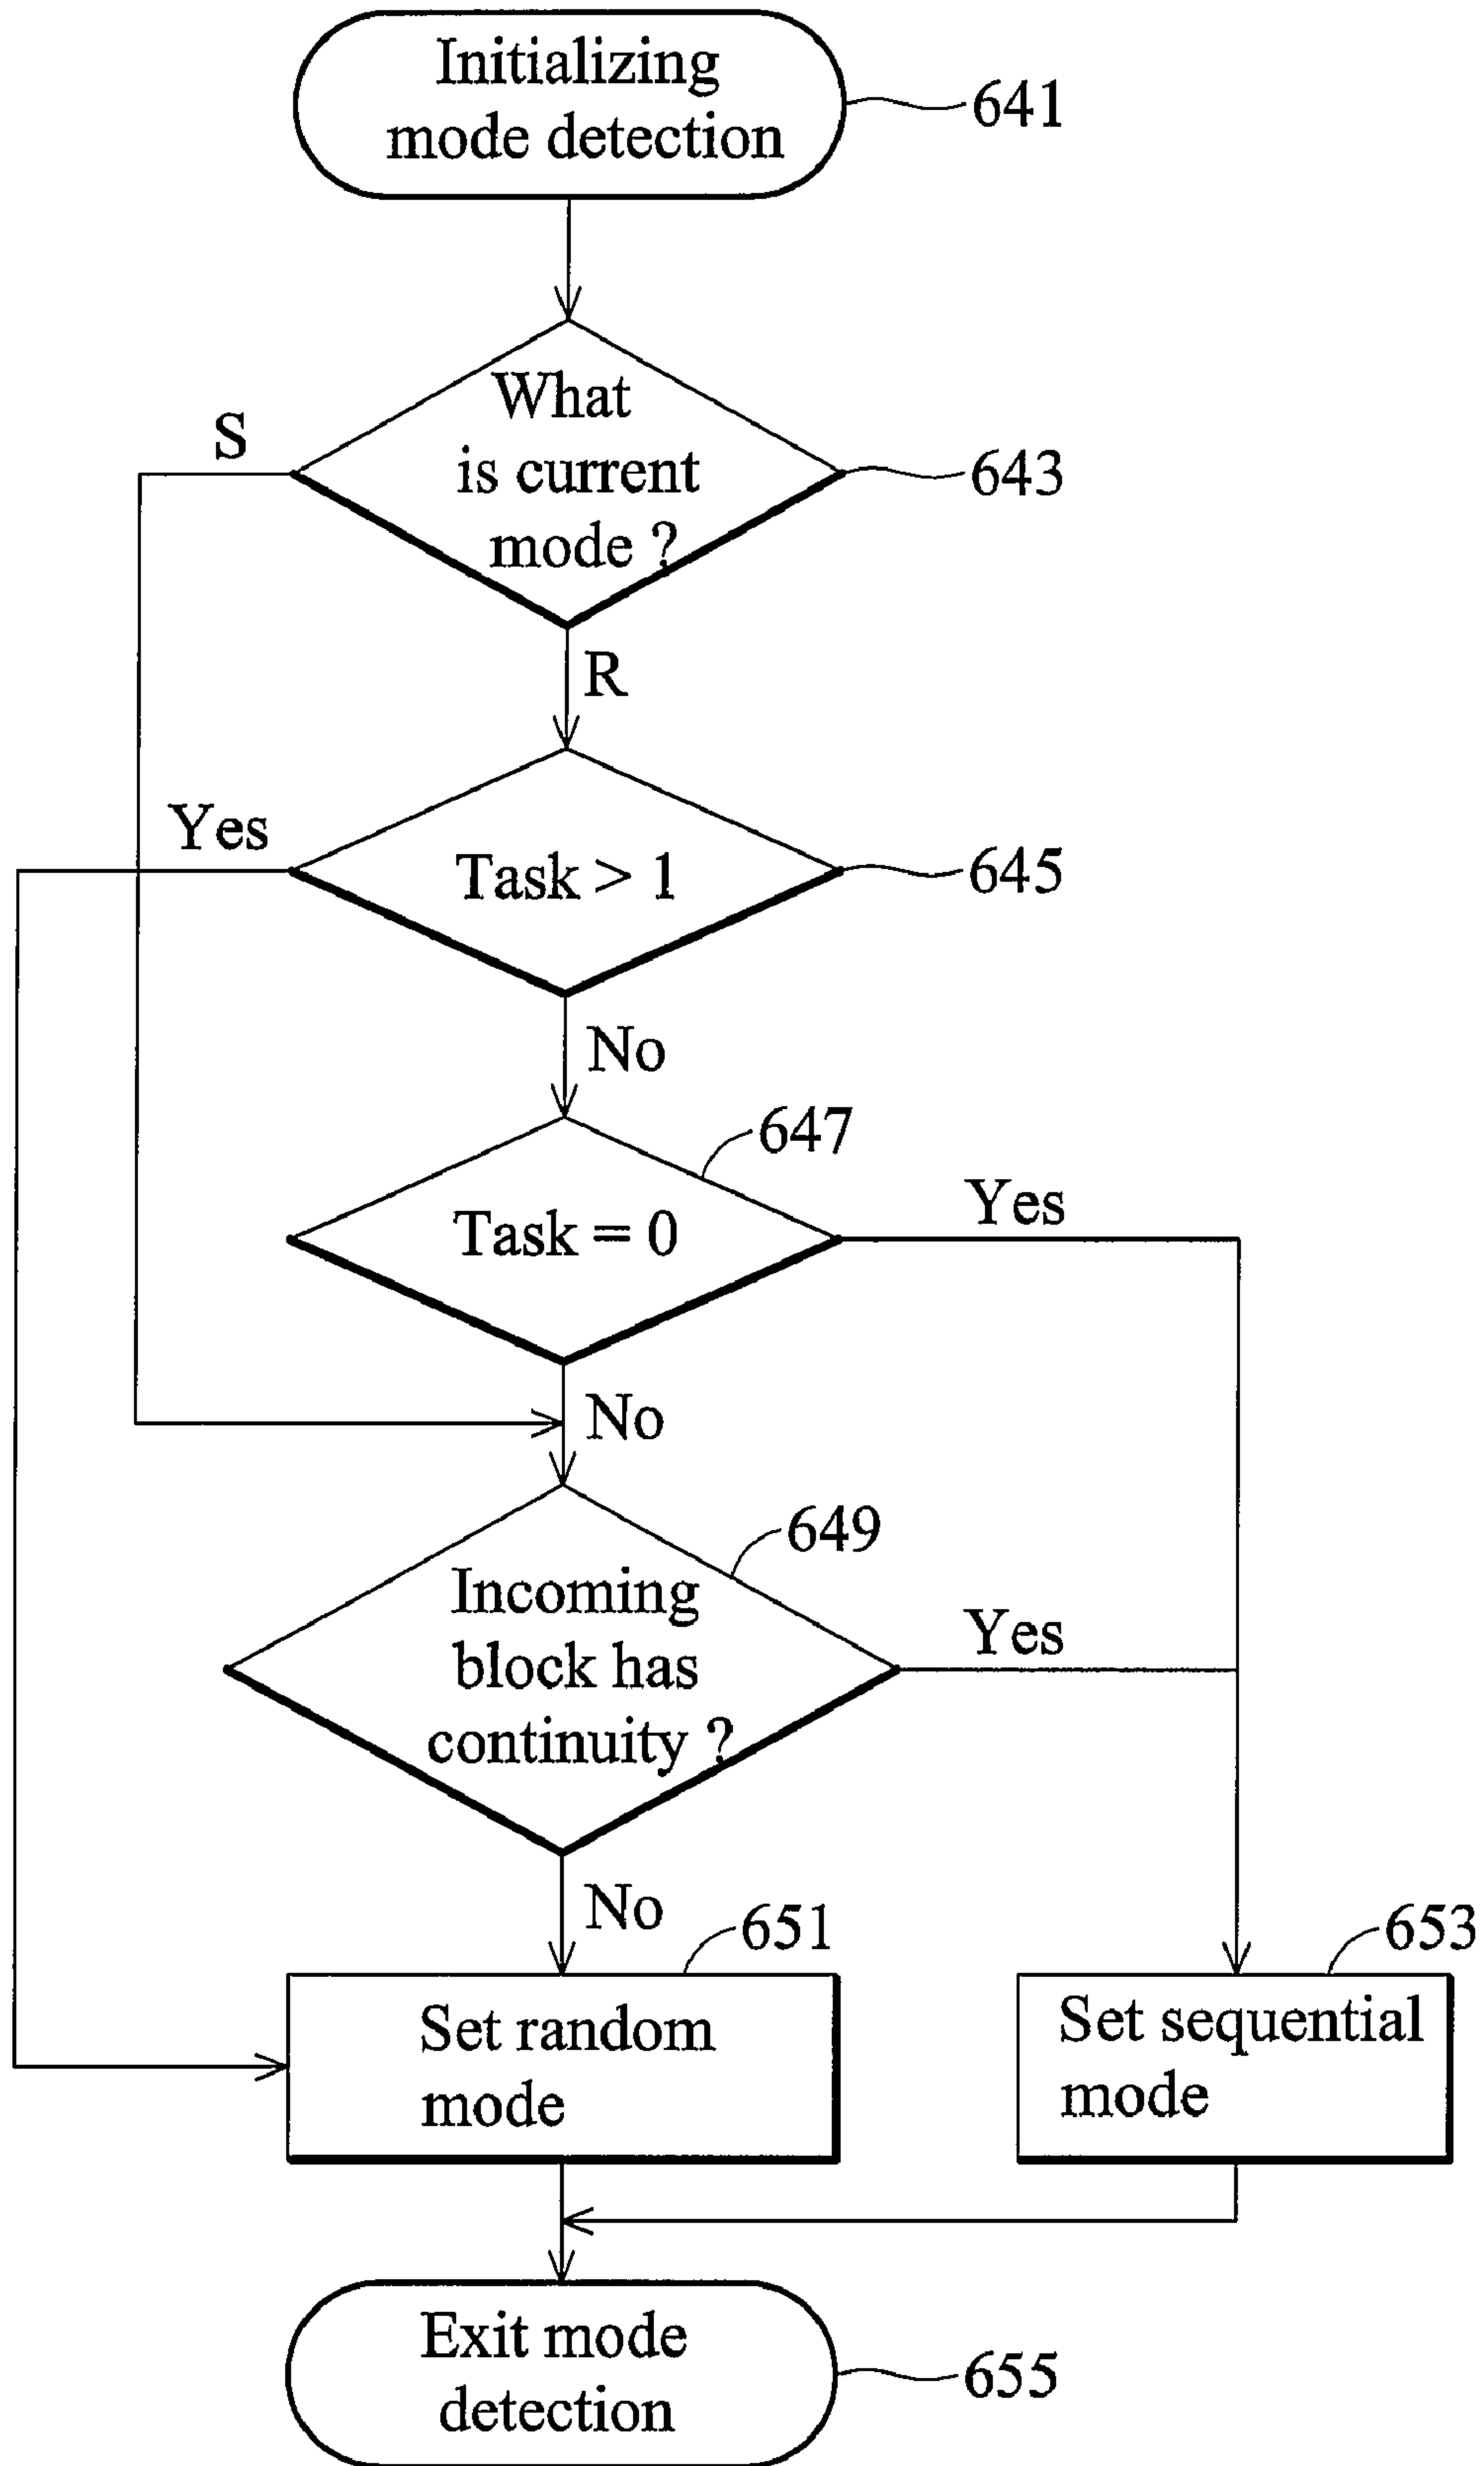 Initializing
mode detection
641
What
is current
mode ?
643
S
R
Task > 1
645
Yes
No
647
Task = 0
Yes
No
649
Incoming
block has
continuity ?
Yes
No
651
Set random
mode
653
Set sequential
mode
Exit mode
detection
655